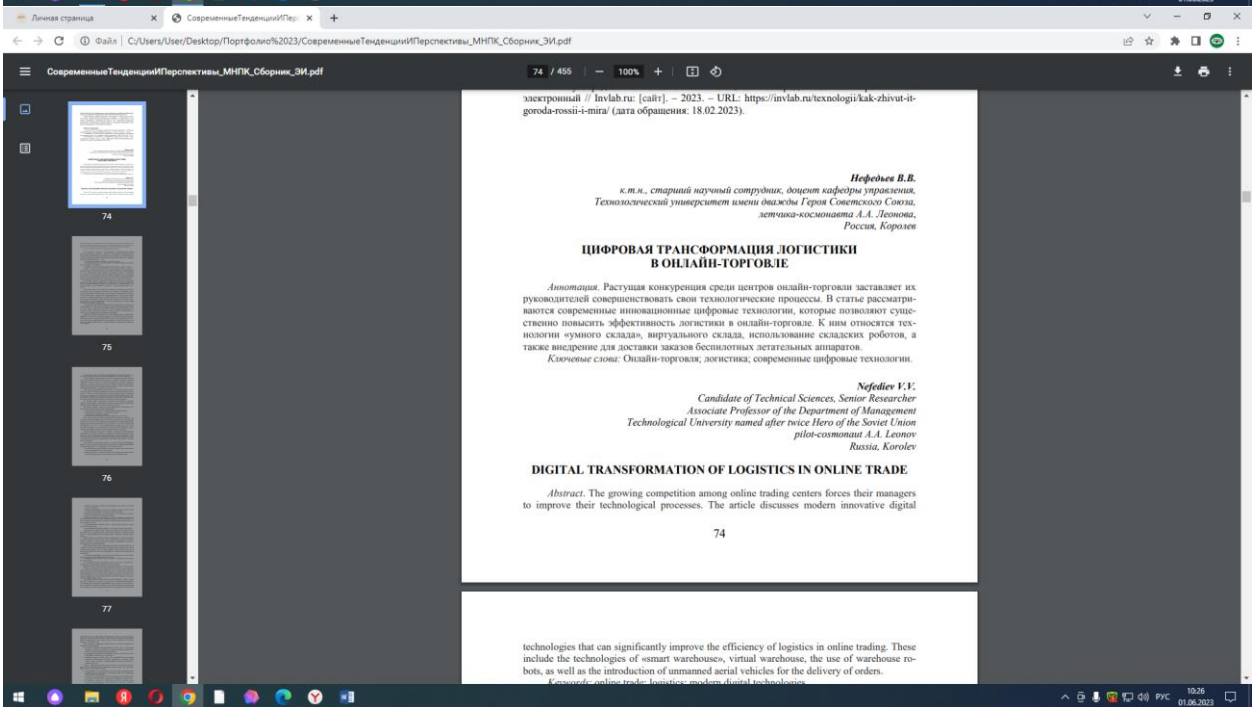 01.06.2023
Личная страница
СовременныеТенденцииИПер
Файл | C:/Users/User/Desktop/Портфолио%2023/СовременныеТенденцииИПерспективы_МНПК_Сборник_ЭИ.pdf
СовременныеТенденцииИПерспективы_МНПК_Сборник_ЭИ.pdf
74 / 455
100%
74
75
76
77
электронный // Invlab.ru: [сайт]. – 2023. – URL: https://invlab.ru/texnologii/kak-zhivut-it-
goroda-rossii-i-mira/ (дата обращения: 18.02.2023).
Нефедьев В.В.
к.т.н., старший научный сотрудник, доцент кафедры управления,
Технологический университет имени дважды Героя Советского Союза,
летчика-космонавта А.А. Леонова,
Россия, Королев
ЦИФРОВАЯ ТРАНСФОРМАЦИЯ ЛОГИСТИКИ
В ОНЛАЙН-ТОРГОВЛЕ
Аннотация. Растущая конкуренция среди центров онлайн-торговли заставляет их
руководителей совершенствовать свои технологические процессы. В статье рассматри-
ваются современные инновационные цифровые технологии, которые позволяют суще-
ственно повысить эффективность логистики в онлайн-торговле. К ним относятся тех-
нологии «умного склада», виртуального склада, использование складских роботов, а
также внедрение для доставки заказов беспилотных летательных аппаратов.
Ключевые слова: Онлайн-торговля; логистика; современные цифровые технологии.
Nefediev V.V.
Candidate of Technical Sciences, Senior Researcher
Associate Professor of the Department of Management
Technological University named after twice Hero of the Soviet Union
pilot-cosmonaut A.A. Leonov
Russia, Korolev
DIGITAL TRANSFORMATION OF LOGISTICS IN ONLINE TRADE
Abstract. The growing competition among online trading centers forces their managers
to improve their technological processes. The article discusses modern innovative digital
74
technologies that can significantly improve the efficiency of logistics in online trading. These
include the technologies of «smart warehouse», virtual warehouse, the use of warehouse ro-
bots, as well as the introduction of unmanned aerial vehicles for the delivery of orders.
Keywords: online trade; logistics; modern digital technologies
РУС
10:26
01.06.2023